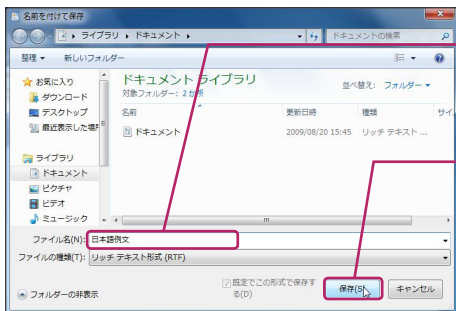 名前を付けて保存
ライブラリ ▸ ドキュメント ▸
ドキュメントの検索
整理 ▼ 新しいフォルダー
お気に入り
ダウンロード
デスクトップ
最近表示した場所
ライブラリ
ドキュメント
ピクチャ
ビデオ
ミュージック
ドキュメント ライブラリ
対象フォルダー: 2 か所
並べ替え: フォルダー ▼
名前 更新日時 種類 サイ
ドキュメント 2009/08/20 15:45 リッチ テキスト ...
ファイル名(N): 日本語例文
ファイルの種類(T): リッチ テキスト形式 (RTF)
既定でこの形式で保存する(D)
フォルダーの非表示
保存(S)
キャンセル